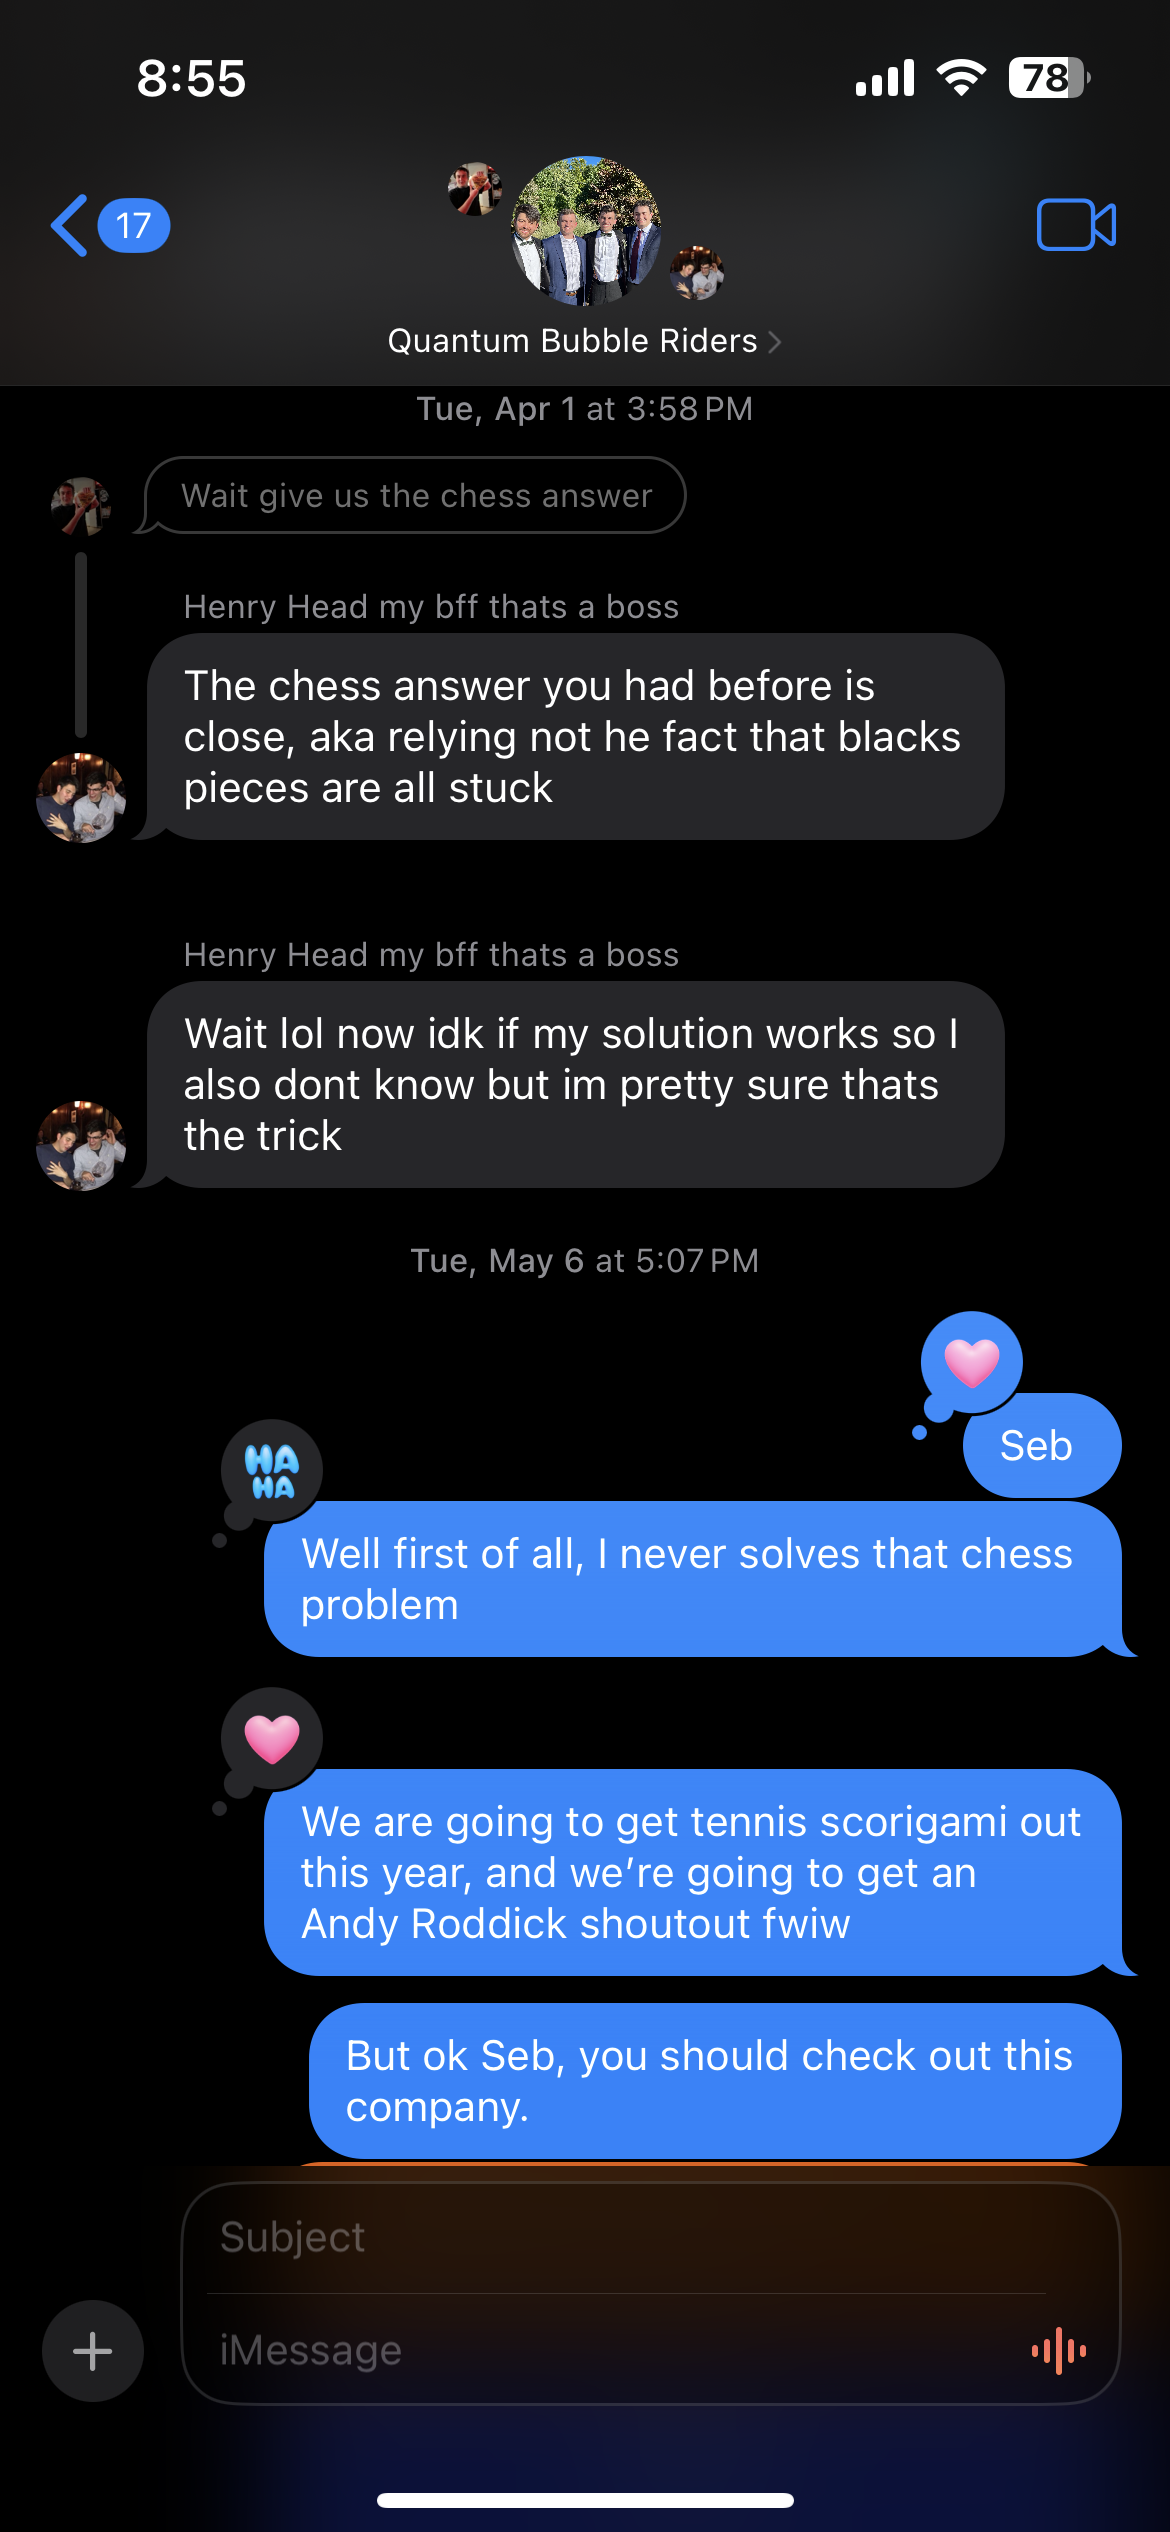 8:55
78
17
Quantum Bubble Riders
Tue, Apr 1 at 3:58 PM
Wait give us the chess answer
Henry Head my bff thats a boss
The chess answer you had before is
close, aka relying not he fact that blacks
pieces are all stuck
Henry Head my bff thats a boss
Wait lol now idk if my solution works so I
also dont know but im pretty sure thats
the trick
Tue, May 6 at 5:07 PM
Seb
HA
HA
Well first of all, I never solves that chess
problem
We are going to get tennis scorigami out
this year, and we’re going to get an
Andy Roddick shoutout fwiw
But ok Seb, you should check out this
company.
Subject
iMessage